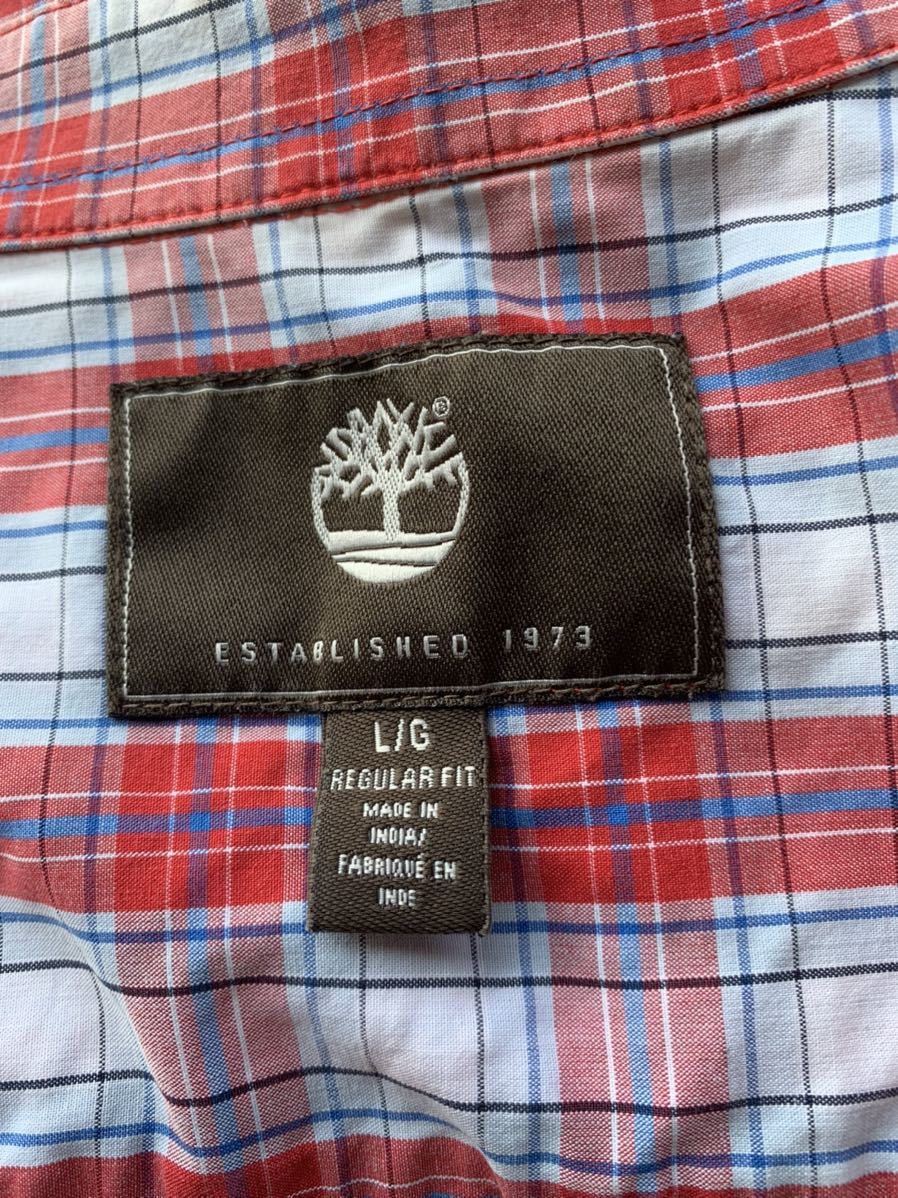 ®
ESTABLISHED 1973
L/G
REGULAR FIT
MADE IN
INDIA/
FABRIQUÉ EN
INDE